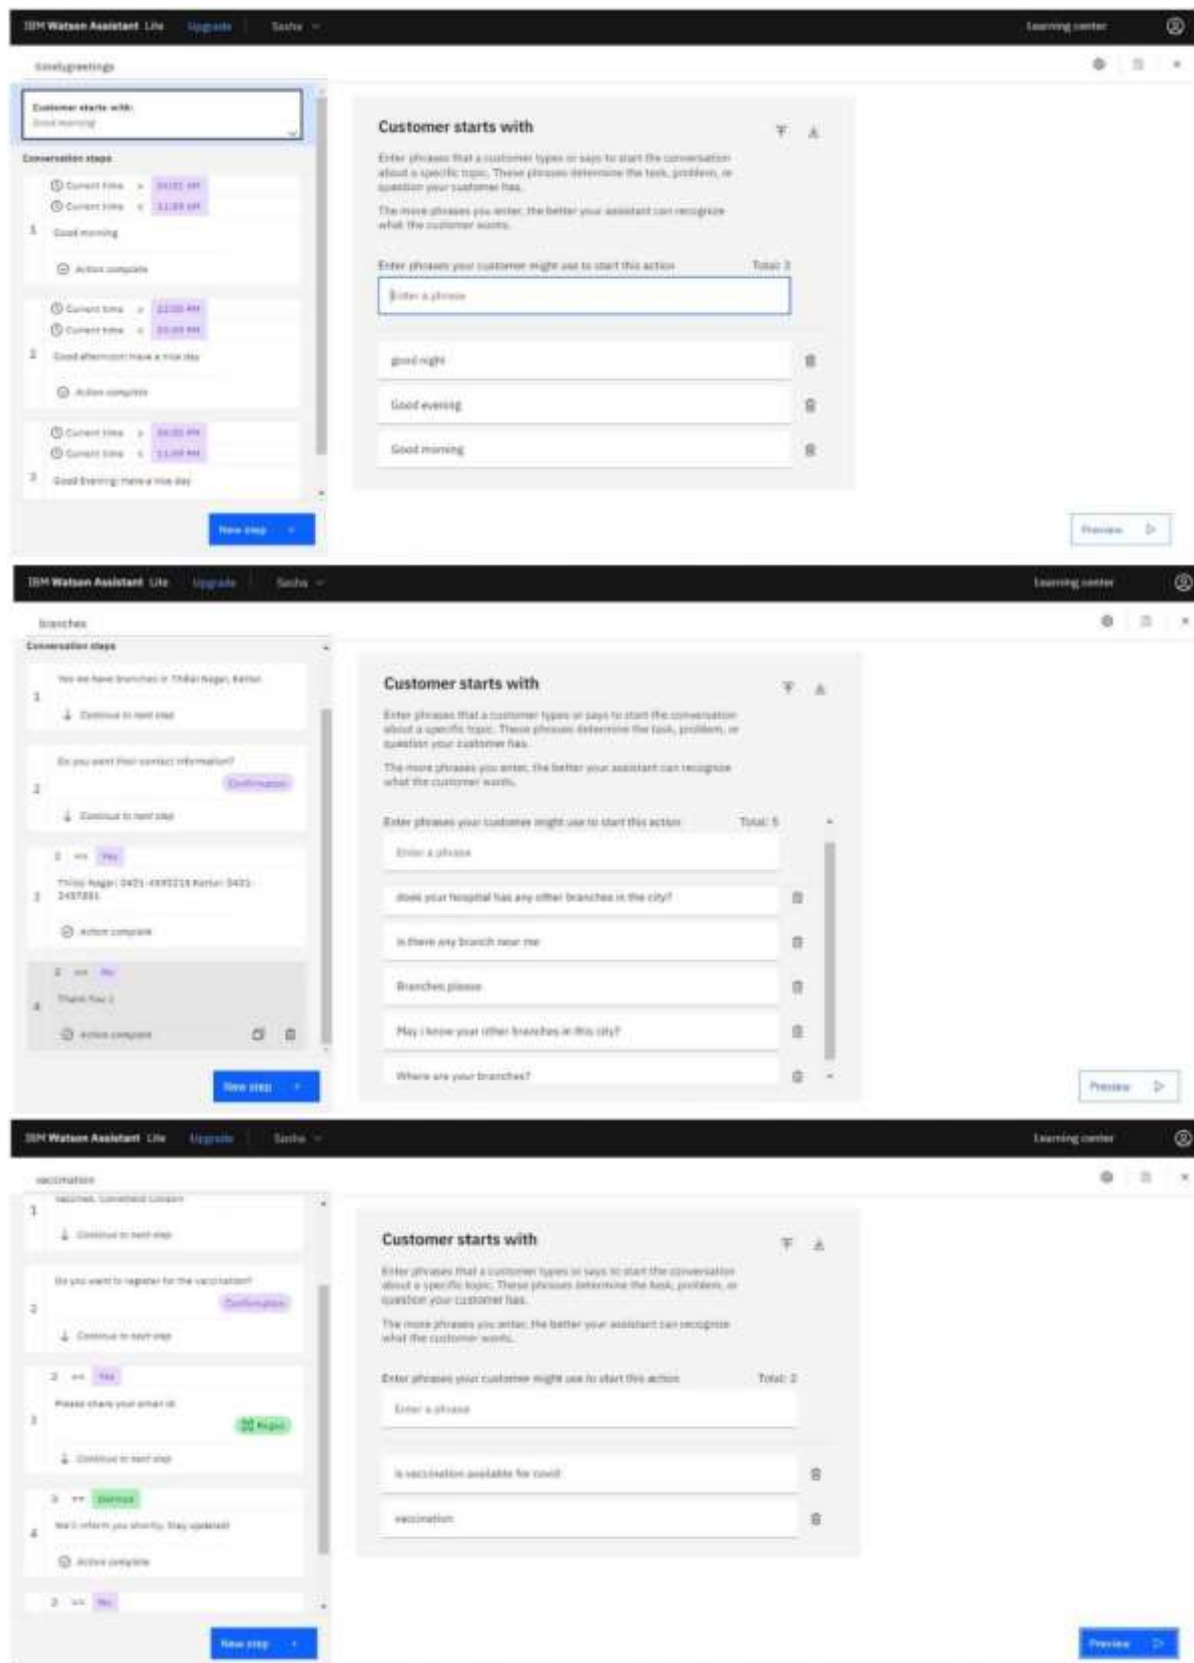 IBM Watson Assistant Lite Upgrade Sasha Learning center
timelygreetings
Customer starts with:
Good morning
Conversation steps
Current time
Current time
1 Good morning
Action complete
Current time
Current time
2 Good afternoon! Have a nice day
Action complete
Current time
Current time
3 Good Evening! Have a nice day
New step +
Customer starts with
Enter phrases that a customer types or says to start the conversation
about a specific topic. These phrases determine the task, problem, or
question your customer has.
The more phrases you enter, the better your assistant can recognize
what the customer wants.
Enter phrases your customer might use to start this action Total: 3
Enter a phrase
good night
Good evening
Good morning
Preview
IBM Watson Assistant Lite Upgrade Sasha Learning center
branches
Conversation steps
1 Yes we have branches in Thillai Nagar,
Continue to next step
2 Do you want their contact information?
Confirmation
Continue to next step
2 == Yes
3
Action complete
2 == No
4 Thank You :)
Action complete
New step +
Customer starts with
Enter phrases that a customer types or says to start the conversation
about a specific topic. These phrases determine the task, problem, or
question your customer has.
The more phrases you enter, the better your assistant can recognize
what the customer wants.
Enter phrases your customer might use to start this action Total: 5
Enter a phrase
does your hospital has any other branches in the city?
is there any branch near me
Branches please
May i know your other branches in this city?
Where are your branches?
Preview
IBM Watson Assistant Lite Upgrade Sasha Learning center
vaccination
1
Continue to next step
2 Do you want to register for the vaccination?
Confirmation
Continue to next step
2 == Yes
3 Please share your email id.
Regex
Continue to next step
3 ==
4 We'll inform you shortly. Stay updated!
Action complete
2 == No
New step +
Customer starts with
Enter phrases that a customer types or says to start the conversation
about a specific topic. These phrases determine the task, problem, or
question your customer has.
The more phrases you enter, the better your assistant can recognize
what the customer wants.
Enter phrases your customer might use to start this action Total: 2
Enter a phrase
is vaccination available for covid
vaccination
Preview